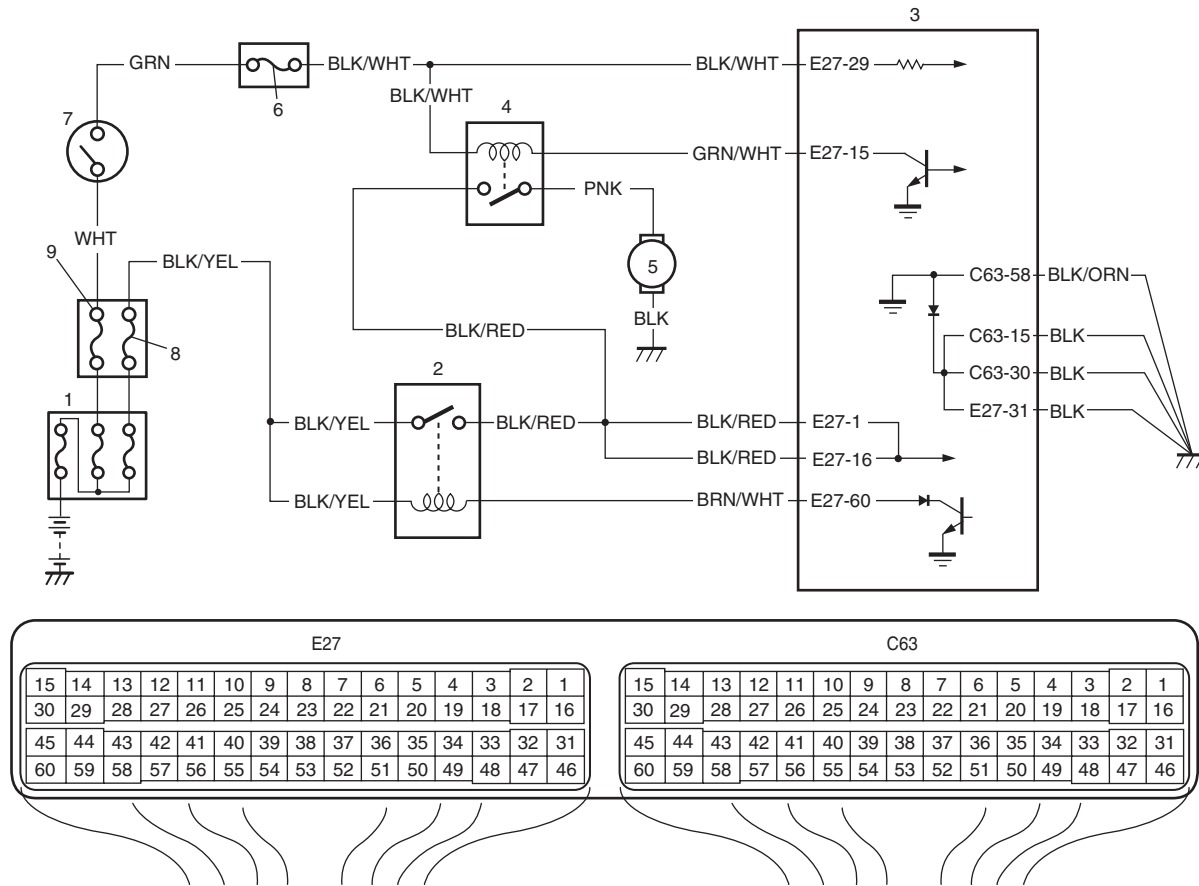 3
GRN
BLK/WHT
BLK/WHT
E27-29
6
BLK/WHT
4
7
GRN/WHT
E27-15
PNK
WHT
9
BLK/YEL
5
C63-58
BLK/ORN
BLK
BLK/RED
C63-15
BLK
8
2
C63-30
BLK
1
E27-31
BLK
BLK/YEL
BLK/RED
BLK/RED
E27-1
BLK/RED
E27-16
BLK/YEL
BRN/WHT
E27-60
E27
15 14 13 12 11 10 9 8 7 6 5 4 3 2 1
30 29 28 27 26 25 24 23 22 21 20 19 18 17 16
45 44 43 42 41 40 39 38 37 36 35 34 33 32 31
60 59 58 57 56 55 54 53 52 51 50 49 48 47 46
C63
15 14 13 12 11 10 9 8 7 6 5 4 3 2 1
30 29 28 27 26 25 24 23 22 21 20 19 18 17 16
45 44 43 42 41 40 39 38 37 36 35 34 33 32 31
60 59 58 57 56 55 54 53 52 51 50 49 48 47 46